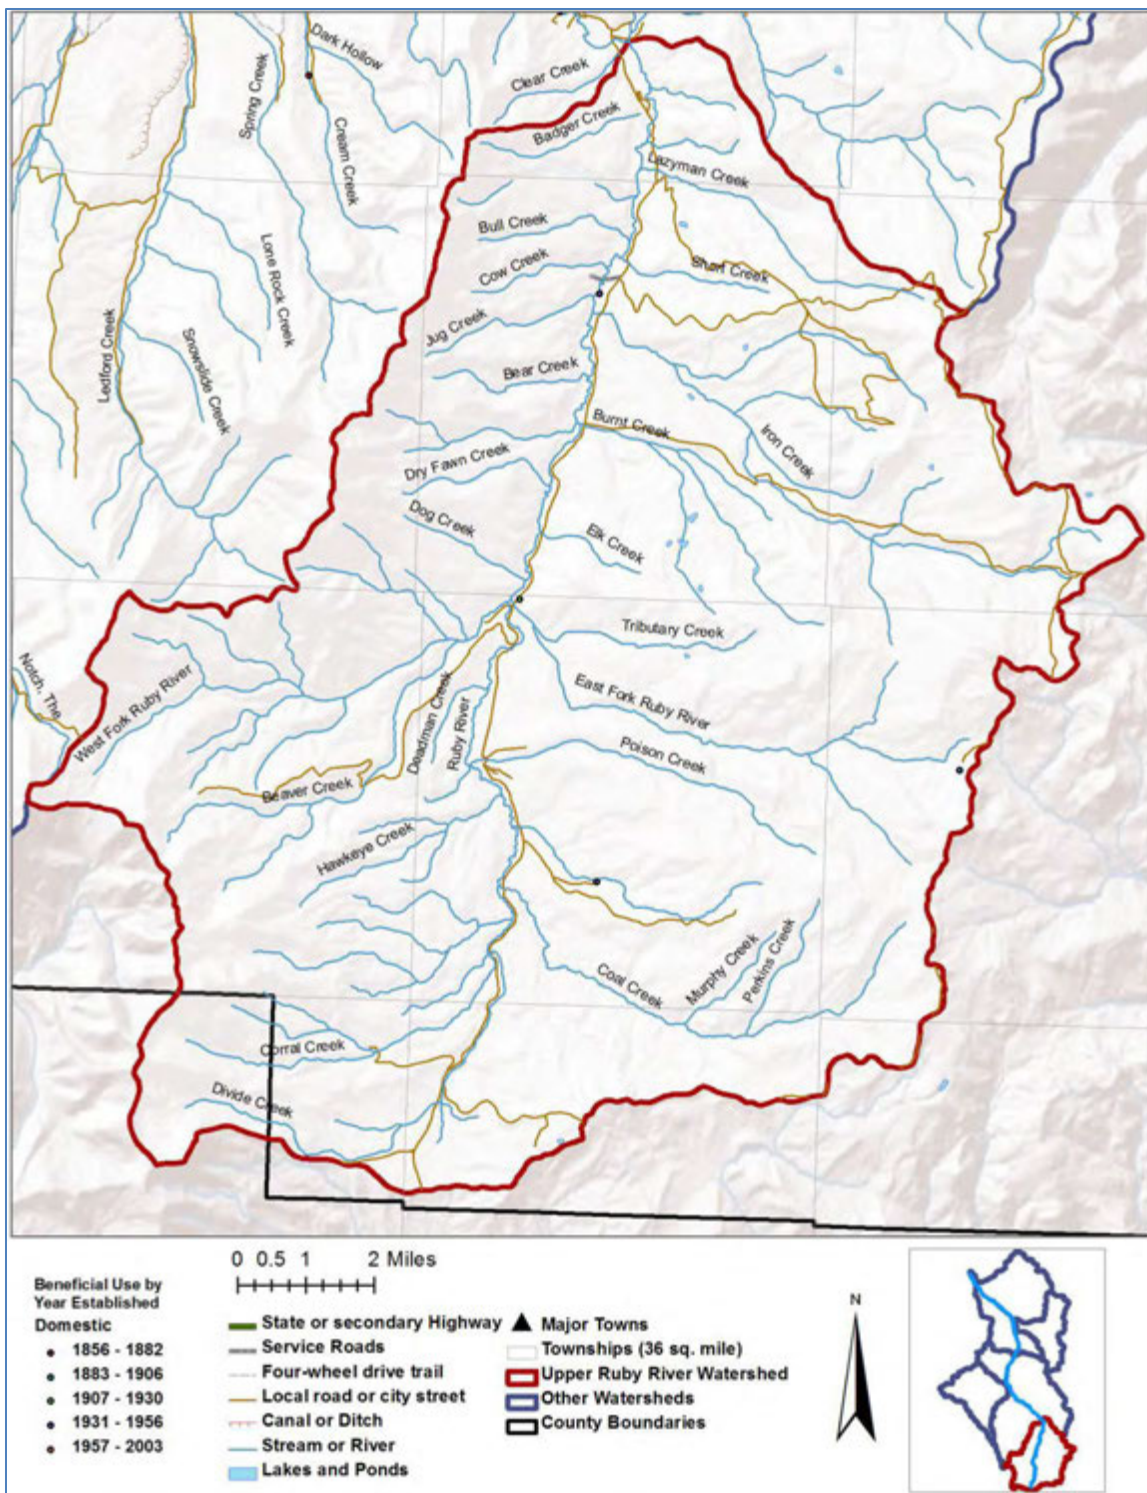 Dark Hollow
Clear Creek
Spring Creek
Cream Creek
Badger Creek
Lazyman Creek
Bull Creek
Lone Rock Creek
Cow Creek
Short Creek
Ledford Creek
Snowslide Creek
Jug Creek
Bear Creek
Burnt Creek
Iron Creek
Dry Fawn Creek
Dog Creek
Elk Creek
Tributary Creek
Notch, The
West Fork Ruby River
Deadman Creek
Ruby River
East Fork Ruby River
Poison Creek
Beaver Creek
Hawkeye Creek
Coal Creek
Murphy Creek
Perkins Creek
Corral Creek
Divide Creek
0 0.5 1 2 Miles
Beneficial Use by
Year Established
Domestic
1856 - 1882
1883 - 1906
1907 - 1930
1931 - 1956
1957 - 2003
State or secondary Highway
Service Roads
Four-wheel drive trail
Local road or city street
Canal or Ditch
Stream or River
Lakes and Ponds
Major Towns
Townships (36 sq. mile)
Upper Ruby River Watershed
Other Watersheds
County Boundaries
N